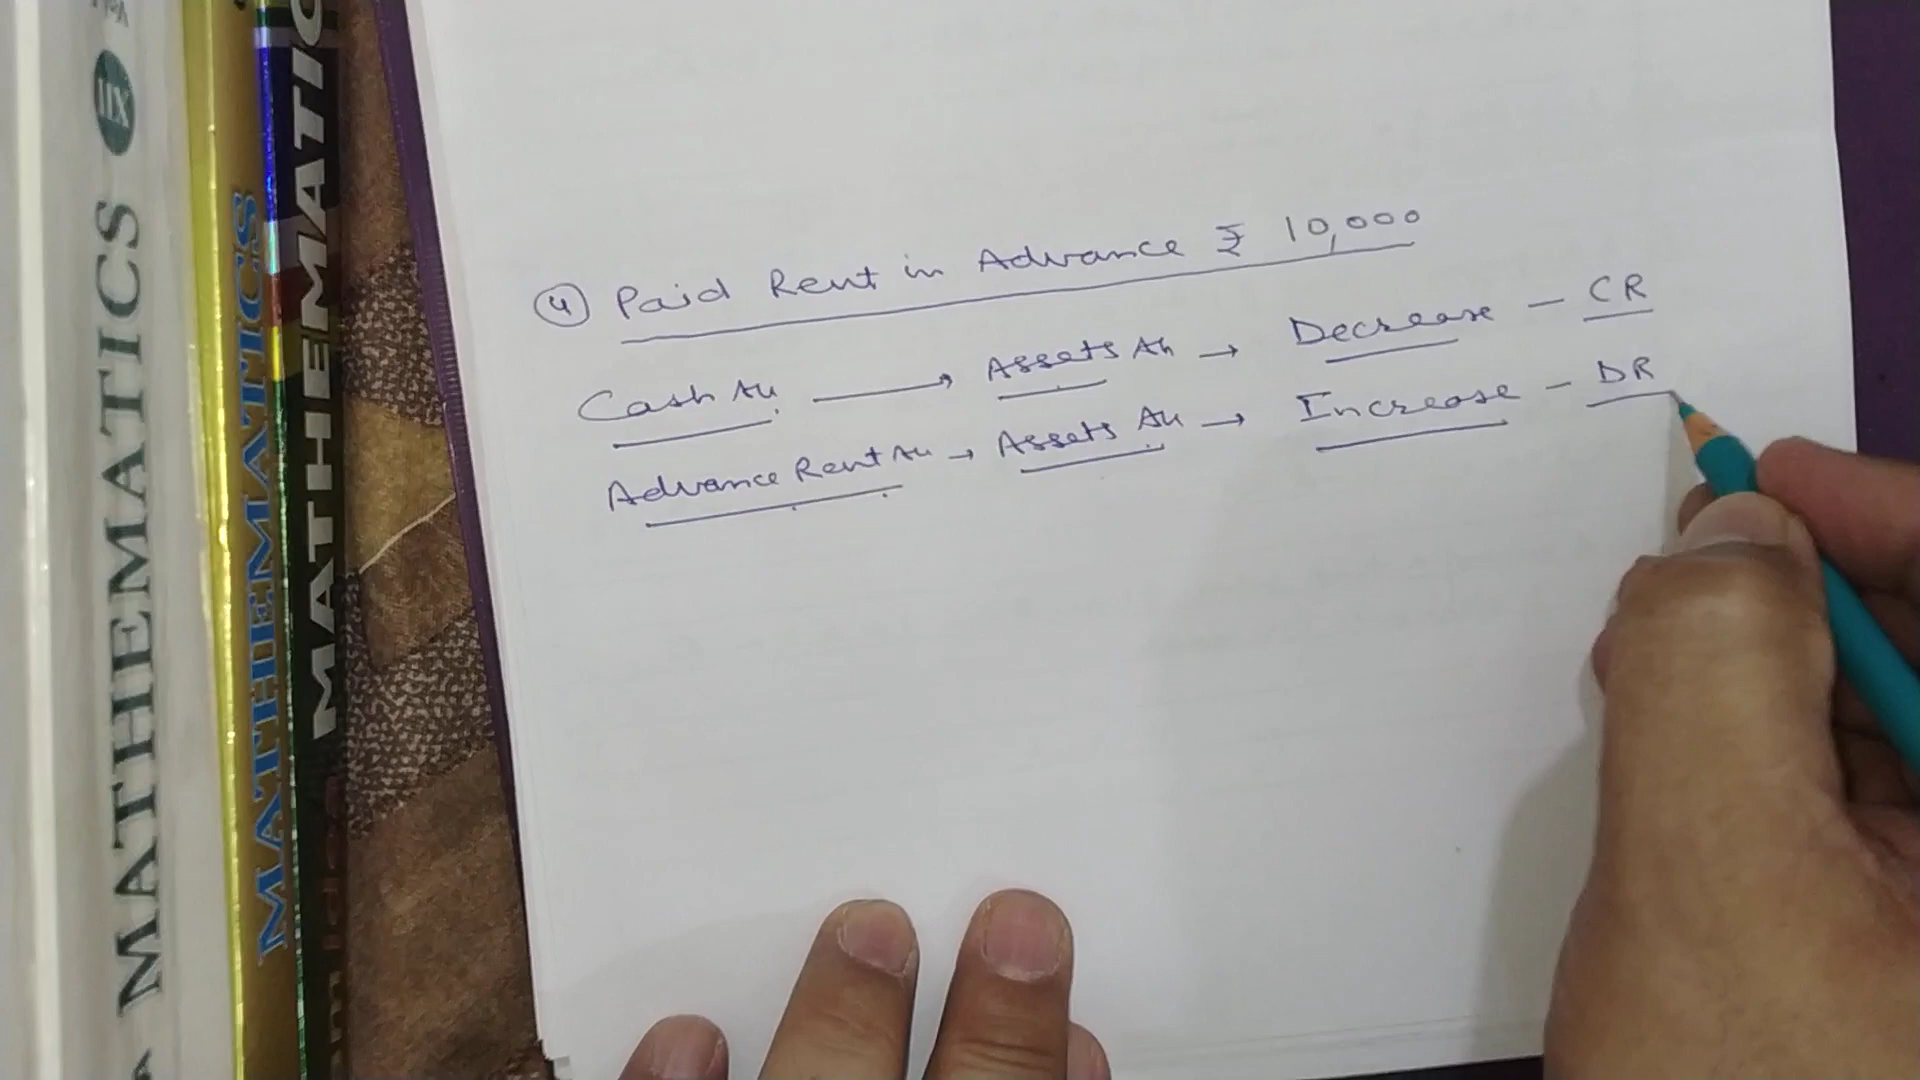 ④ Paid Rent in Advance ₹ 10,000
Cash A/c → Assets A/c → Decrease – CR
Advance Rent A/c → Assets A/c → Increase – DR
MATHEMATICS XII
MATHEMATICS
MATHEMATIC